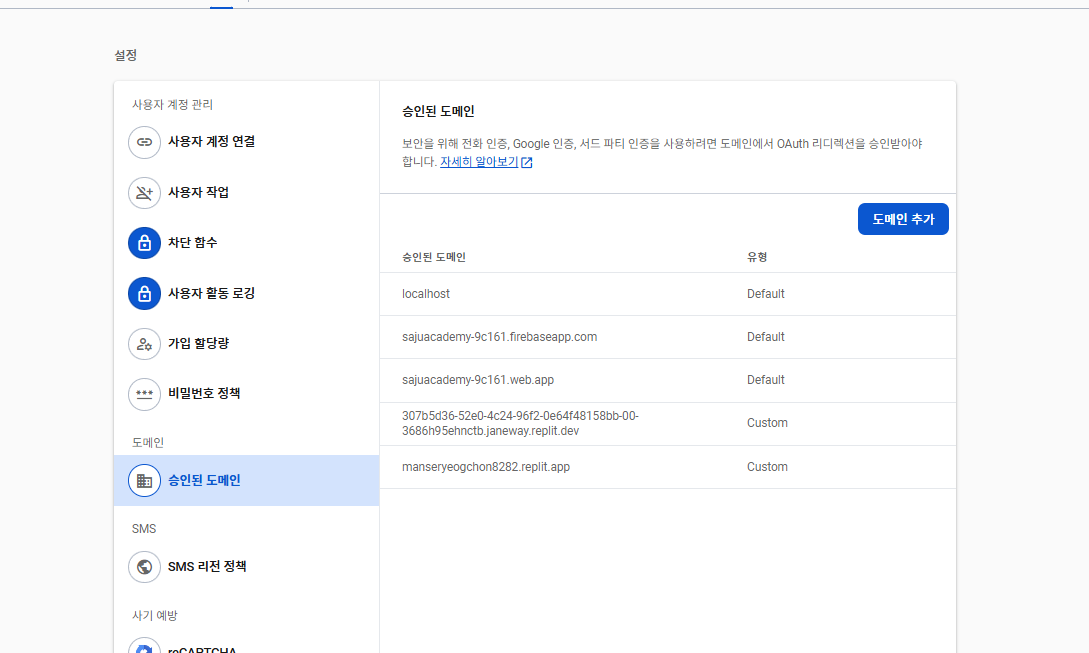 설정
사용자 계정 관리
사용자 계정 연결
사용자 작업
차단 함수
사용자 활동 로깅
가입 할당량
비밀번호 정책
도메인
승인된 도메인
SMS
SMS 리전 정책
사기 예방
reCAPTCHA
승인된 도메인
보안을 위해 전화 인증, Google 인증, 서드 파티 인증을 사용하려면 도메인에서 OAuth 리디렉션을 승인받아야
합니다. 자세히 알아보기
도메인 추가
승인된 도메인 유형
localhost Default
sajuacademy-9c161.firebaseapp.com Default
sajuacademy-9c161.web.app Default
307b5d36-52e0-4c24-96f2-0e64f48158bb-00-
3686h95ehnctb.janeway.replit.dev Custom
manseryeogchon8282.replit.app Custom